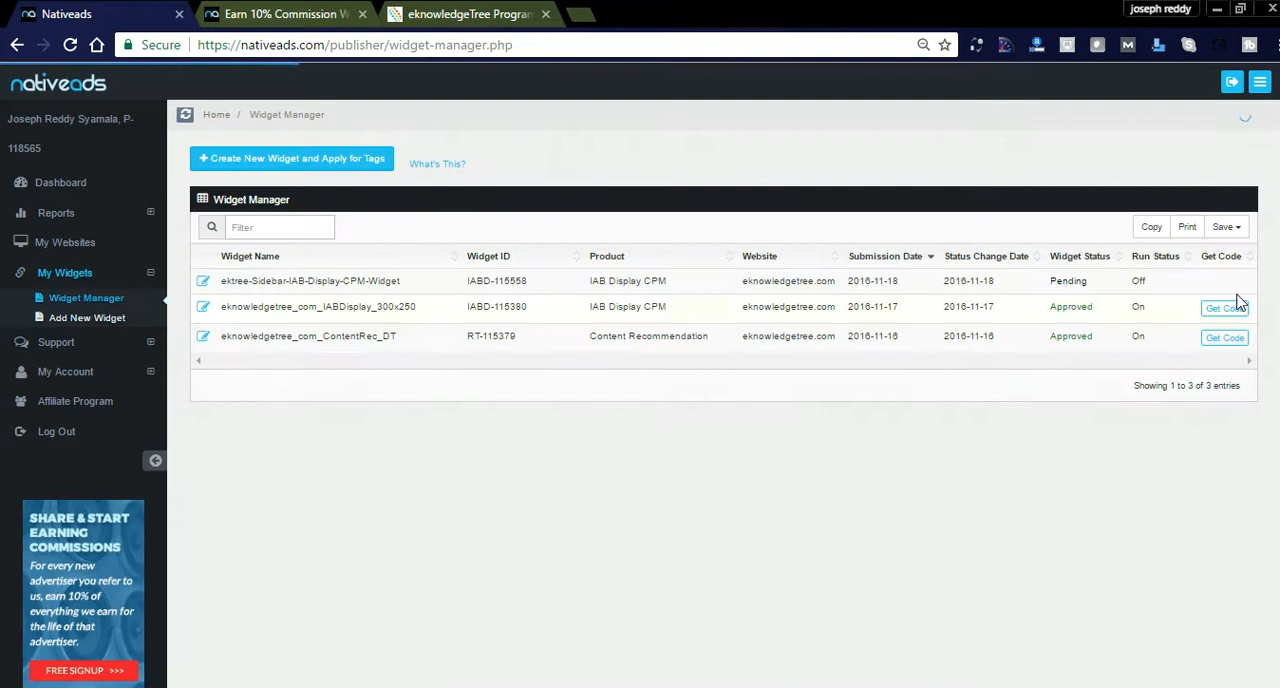 joseph reddy
Nativeads
Earn 10% Commission W
eknowledgeTree Program
Secure
https://nativeads.com/publisher/widget-manager.php
nativeads
Joseph Reddy Syamala, P-
118565
Dashboard
Reports
My Websites
My Widgets
Widget Manager
Add New Widget
Support
My Account
Affiliate Program
Log Out
SHARE & START
EARNING
COMMISSIONS
For every new
advertiser you refer to
us, earn 10% of
everything we earn for
the life of that
advertiser.
FREE SIGNUP >>>
Home / Widget Manager
+ Create New Widget and Apply for Tags
What's This?
Widget Manager
Filter
Copy Print Save
Widget Name Widget ID Product Website Submission Date Status Change Date Widget Status Run Status Get Code
ektree-Sidebar-IAB-Display-CPM-Widget IABD-115558 IAB Display CPM eknowledgetree.com 2016-11-18 2016-11-18 Pending Off
eknowledgetree_com_IABDisplay_300x250 IABD-115380 IAB Display CPM eknowledgetree.com 2016-11-17 2016-11-17 Approved On Get Code
eknowledgetree_com_ContentRec_DT RT-115379 Content Recommendation eknowledgetree.com 2016-11-16 2016-11-16 Approved On Get Code
Showing 1 to 3 of 3 entries